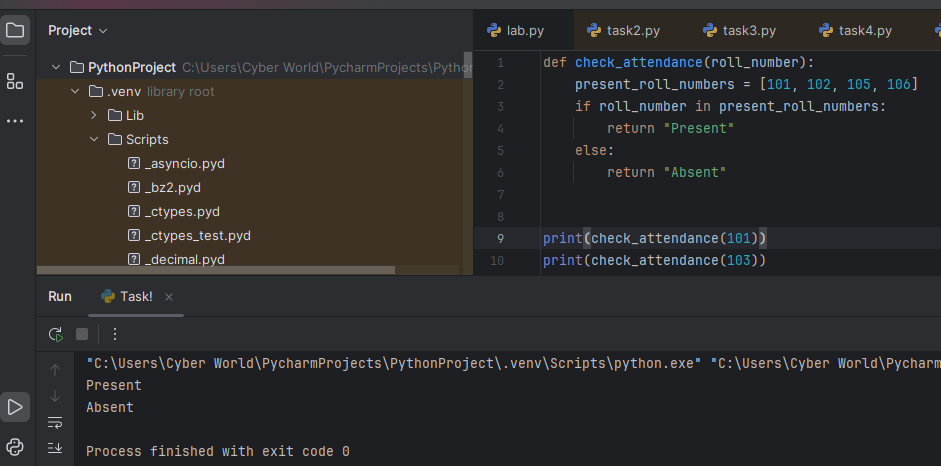 Project
PythonProject C:\Users\Cyber World\PycharmProjects\Python
.venv library root
Lib
Scripts
_asyncio.pyd
_bz2.pyd
_ctypes.pyd
_ctypes_test.pyd
_decimal.pyd
lab.py task2.py task3.py task4.py
1 def check_attendance(roll_number):
2 present_roll_numbers = [101, 102, 105, 106]
3 if roll_number in present_roll_numbers:
4 return "Present"
5 else:
6 return "Absent"
7
8
9 print(check_attendance(101))
10 print(check_attendance(103))
Run Task!
"C:\Users\Cyber World\PycharmProjects\PythonProject\.venv\Scripts\python.exe" "C:\Users\Cyber World\Pycharm
Present
Absent
Process finished with exit code 0